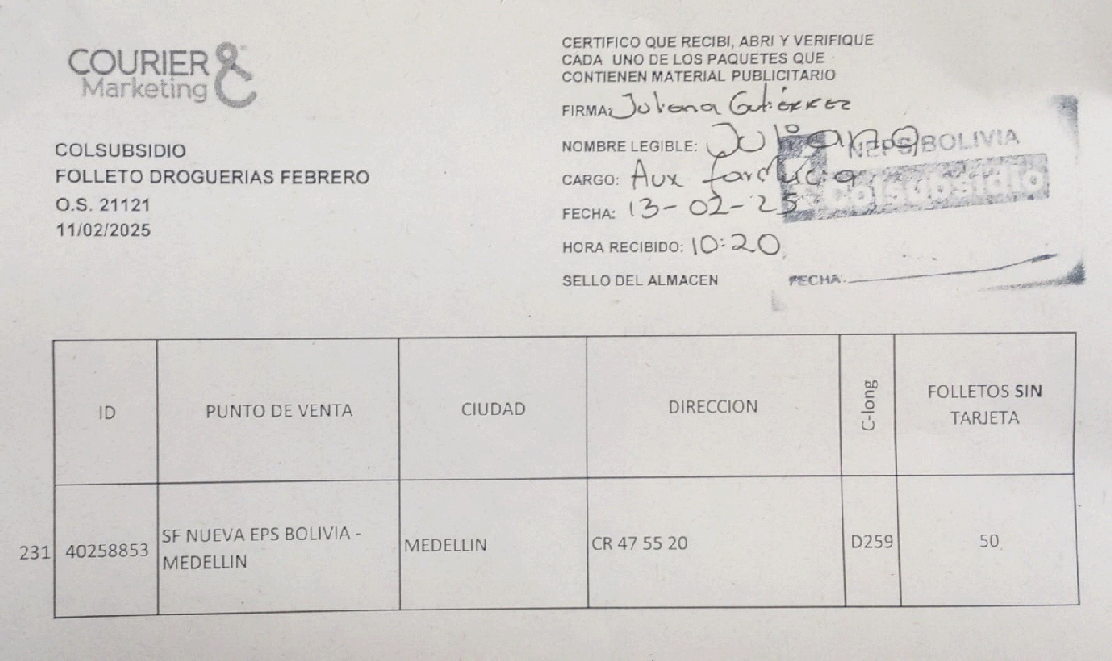 COURIER &
Marketing
COLSUBSIDIO
FOLLETO DROGUERIAS FEBRERO
O.S. 21121
11/02/2025
CERTIFICO QUE RECIBI, ABRI Y VERIFIQUE
CADA UNO DE LOS PAQUETES QUE
CONTIENEN MATERIAL PUBLICITARIO
FIRMA: Juliana Gutiérrez
NOMBRE LEGIBLE: Juliana
CARGO: Aux
FECHA: 13-02-25
HORA RECIBIDO: 10:20
SELLO DEL ALMACEN
NEPS/BOLIVIA
Colsubsidio
FECHA:
ID PUNTO DE VENTA CIUDAD DIRECCION C-long FOLLETOS SIN
TARJETA
231 40258853 SF NUEVA EPS BOLIVIA -
MEDELLIN MEDELLIN CR 47 55 20 D259 50